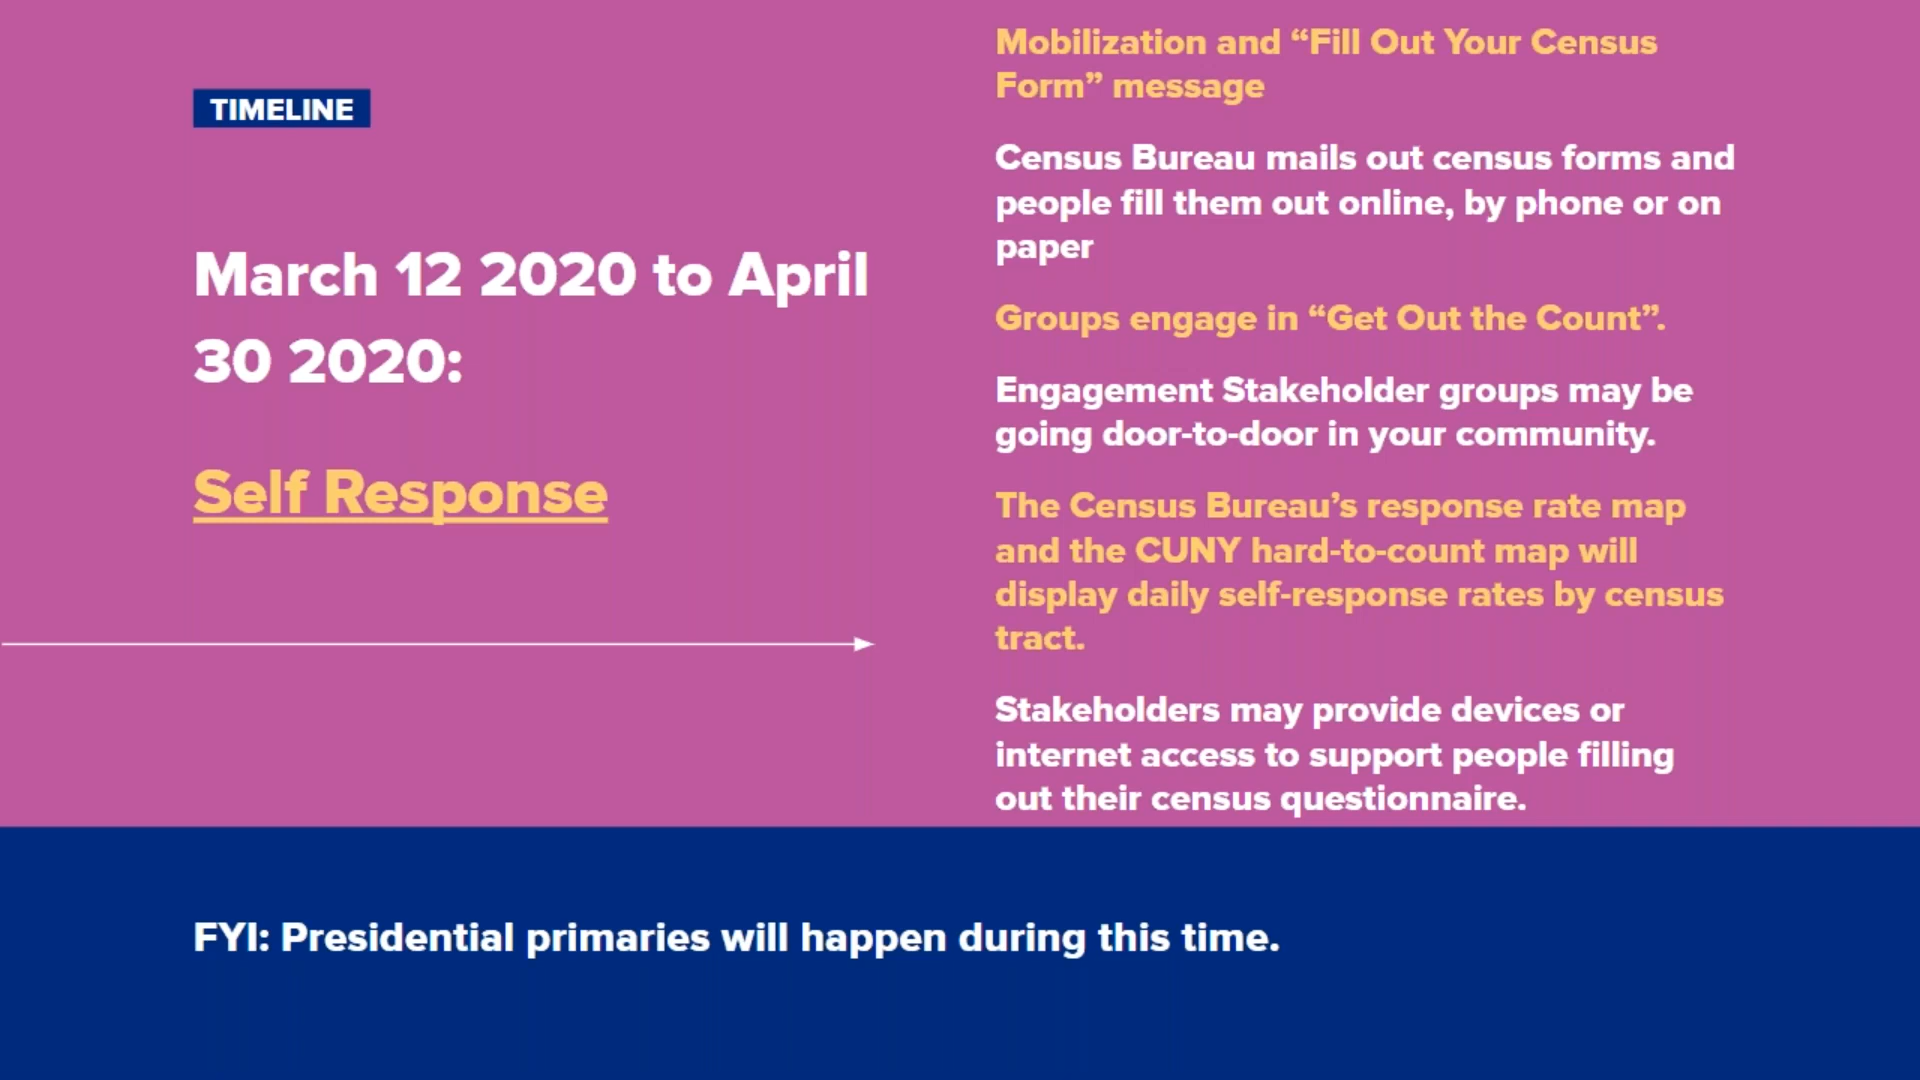 TIMELINE
March 12 2020 to April
30 2020:
Self Response
Mobilization and “Fill Out Your Census
Form” message
Census Bureau mails out census forms and
people fill them out online, by phone or on
paper
Groups engage in “Get Out the Count”.
Engagement Stakeholder groups may be
going door-to-door in your community.
The Census Bureau’s response rate map
and the CUNY hard-to-count map will
display daily self-response rates by census
tract.
Stakeholders may provide devices or
internet access to support people filling
out their census questionnaire.
FYI: Presidential primaries will happen during this time.